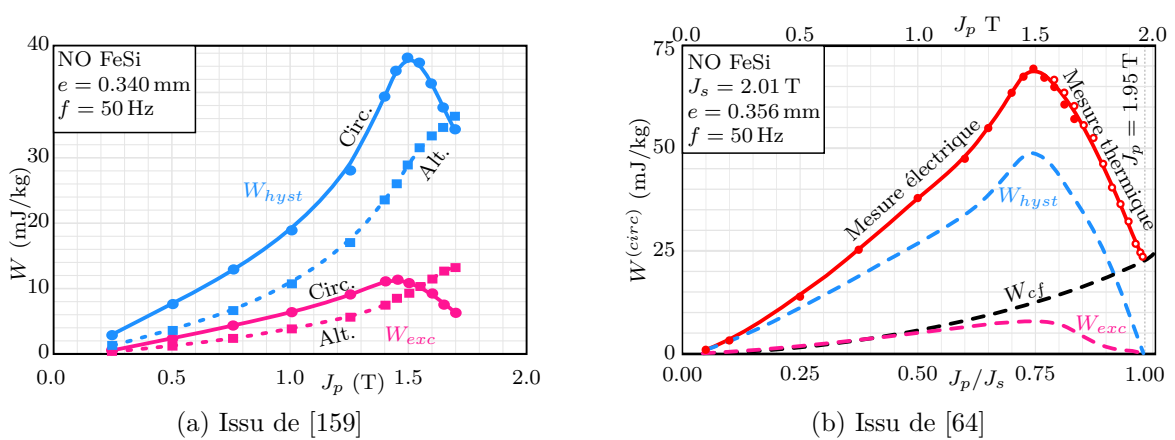 40
30
20
10
0
W (mJ/kg)
NO FeSi
e = 0.340 mm
f = 50 Hz
Circ.
Alt.
W_hyst
Circ.
Alt.
W_exc
0.0 0.5 1.0 1.5 2.0
J_p (T)
(a) Issu de [159]
0.0 0.5 1.0 1.5 2.0
J_p T
75
50
25
0
W^(circ) (mJ/kg)
NO FeSi
J_s = 2.01 T
e = 0.356 mm
f = 50 Hz
Mesure électrique
Mesure thermique
J_p = 1.95 T
W_hyst
W_cf
W_exc
0.00 0.25 0.50 0.75 1.00
J_p/J_s
(b) Issu de [64]